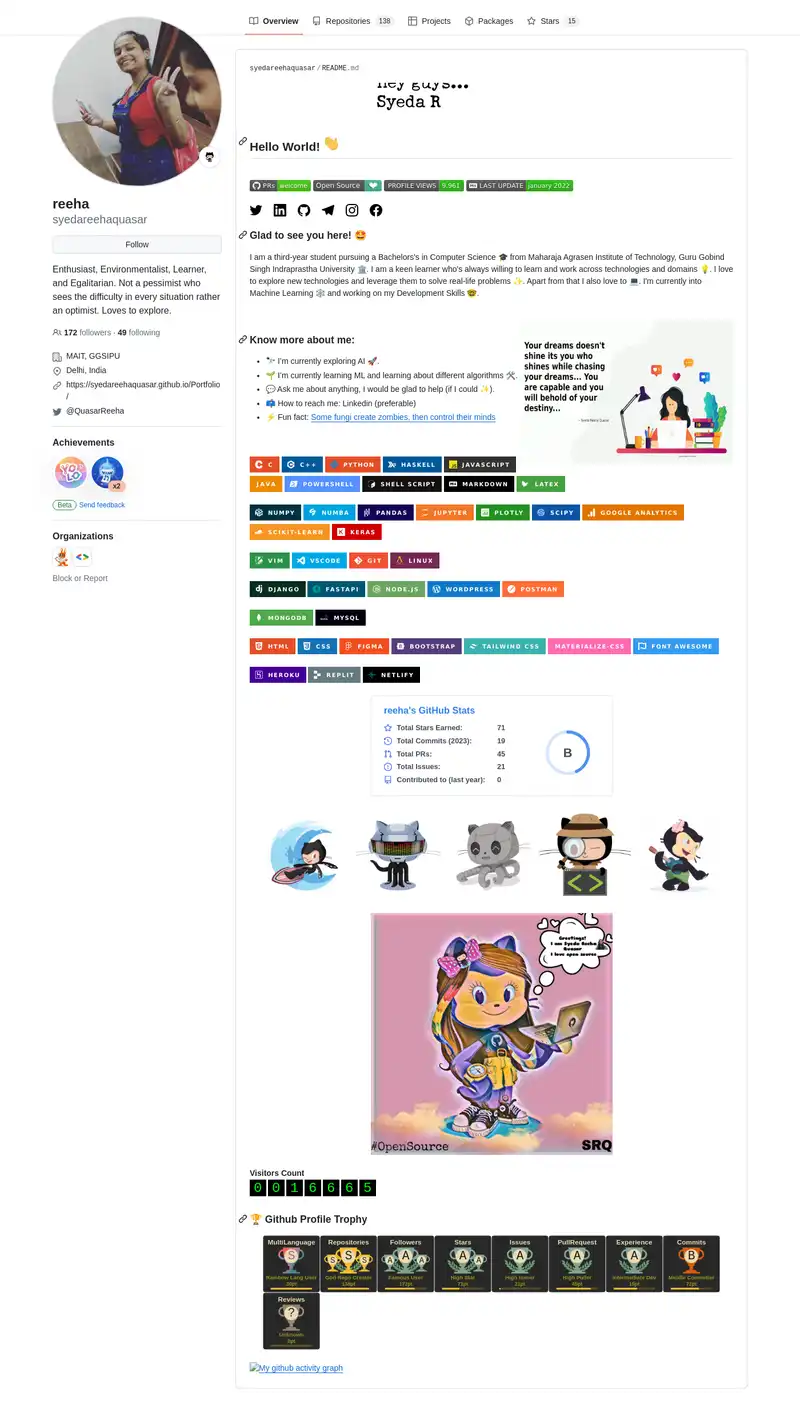 Overview Repositories 138 Projects Packages Stars 15
reeha
syedareehaquasar
Follow
Enthusiast, Environmentalist, Learner,
and Egalitarian. Not a pessimist who
sees the difficulty in every situation rather
an optimist. Loves to explore.
172 followers · 49 following
MAIT, GGSIPU
Delhi, India
https://syedareehaquasar.github.io/Portfolio
/
@QuasarReeha
Achievements
YOLO
x2
Beta Send feedback
Organizations
Block or Report
syedareehaquasar / README.md
hey guys...
Syeda R
Hello World! 👋
PRs welcome Open Source PROFILE VIEWS 9,961 LAST UPDATE january 2022
Glad to see you here! 🤩
I am a third-year student pursuing a Bachelors's in Computer Science 🎓 from Maharaja Agrasen Institute of Technology, Guru Gobind
Singh Indraprastha University 🏛️. I am a keen learner who's always willing to learn and work across technologies and domains 💡. I love
to explore new technologies and leverage them to solve real-life problems ✨. Apart from that I also love to 💻. I'm currently into
Machine Learning 🕸️ and working on my Development Skills 🤓.
Know more about me:
🔭 I'm currently exploring AI 🚀.
🌱 I'm currently learning ML and learning about different algorithms 🛠️.
💬 Ask me about anything, I would be glad to help (if I could ✨).
📫 How to reach me: Linkedin (preferable)
⚡ Fun fact: Some fungi create zombies, then control their minds
Your dreams doesn't
shine its you who
shines while chasing
your dreams... You
are capable and you
will behold of your
destiny...
C C++ PYTHON HASKELL JAVASCRIPT
JAVA POWERSHELL SHELL SCRIPT MARKDOWN LATEX
NUMPY NUMBA PANDAS JUPYTER PLOTLY SCIPY GOOGLE ANALYTICS
SCIKIT-LEARN KERAS
VIM VSCODE GIT LINUX
DJANGO FASTAPI NODE.JS WORDPRESS POSTMAN
MONGODB MYSQL
HTML CSS FIGMA BOOTSTRAP TAILWIND CSS MATERIALIZE-CSS FONT AWESOME
HEROKU REPLIT NETLIFY
reeha's GitHub Stats
Total Stars Earned: 71
Total Commits (2023): 19
Total PRs: 45
Total Issues: 21
Contributed to (last year): 0
B
Greetings!
I am Syeda Reeha
Quasar
I love open source
#OpenSource SRQ
Visitors Count
0016665
🏆 Github Profile Trophy
MultiLanguage Repositories Followers Stars Issues PullRequest Experience Commits
S S S S A A A A A A A B
Rainbow Lang User God Repo Creator Famous User High Star High Issuer High Puller Intermediate Dev Middle Committer
Reviews
?
Unknown
0pt
My github activity graph